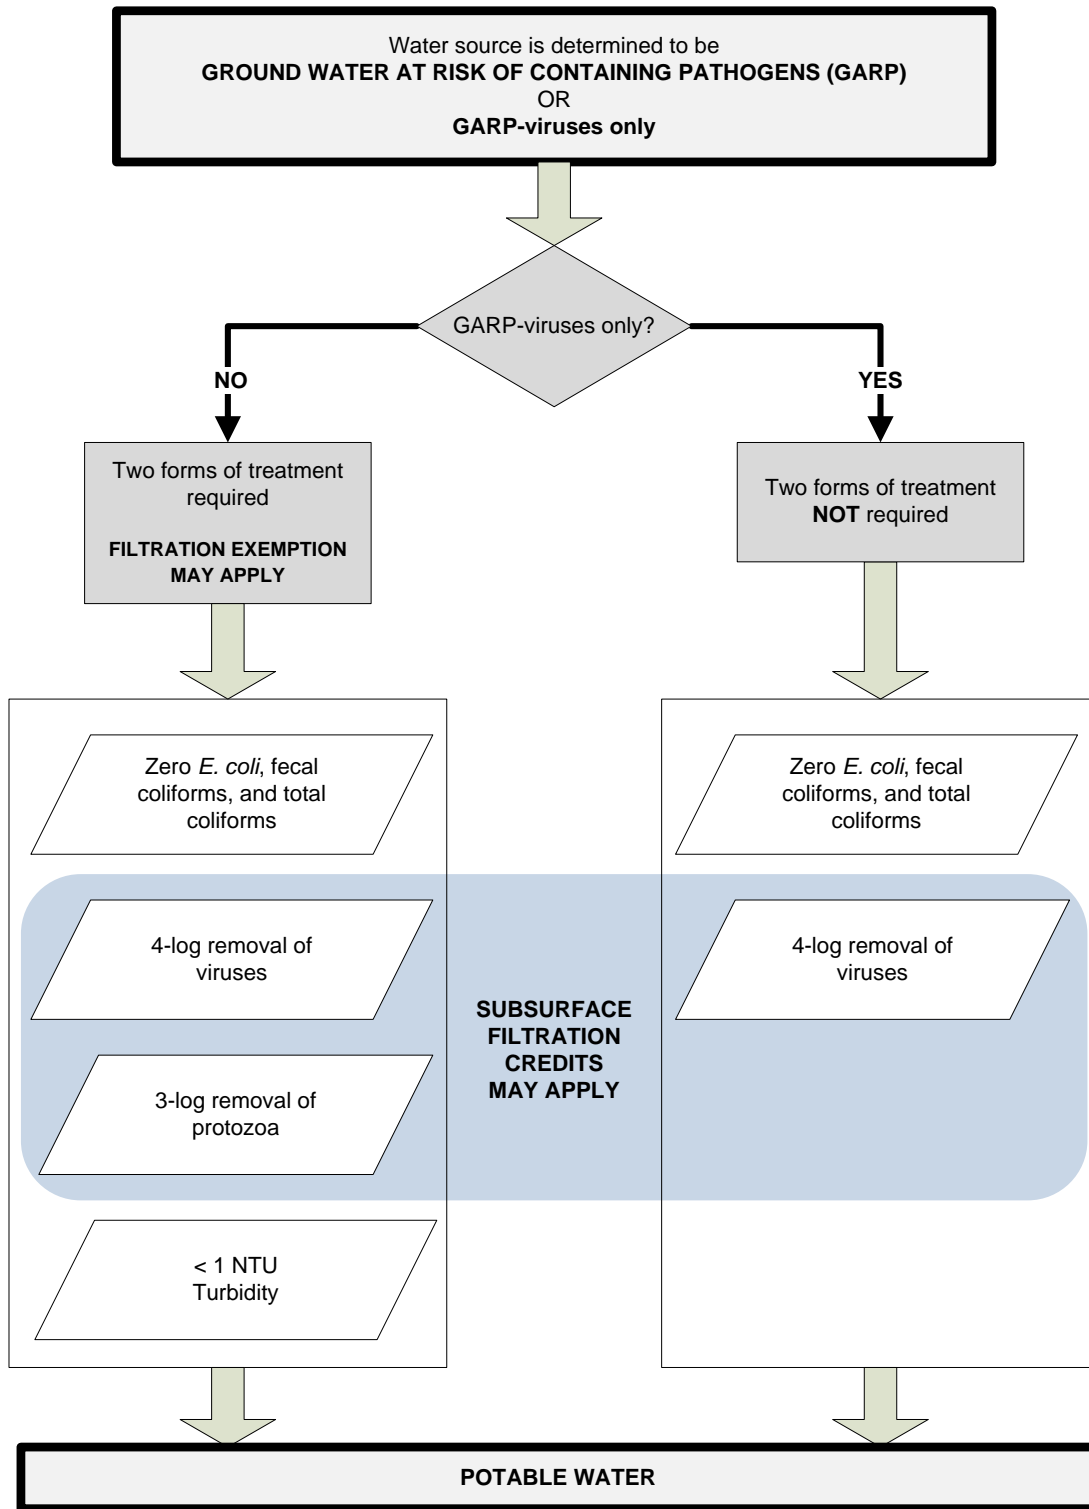 Water source is determined to be
GROUND WATER AT RISK OF CONTAINING PATHOGENS (GARP)
OR
GARP-viruses only
GARP-viruses only?
NO
YES
Two forms of treatment
required
FILTRATION EXEMPTION
MAY APPLY
Two forms of treatment
NOT required
Zero E. coli, fecal
coliforms, and total
coliforms
Zero E. coli, fecal
coliforms, and total
coliforms
4-log removal of
viruses
4-log removal of
viruses
SUBSURFACE
FILTRATION
CREDITS
MAY APPLY
3-log removal of
protozoa
< 1 NTU
Turbidity
POTABLE WATER